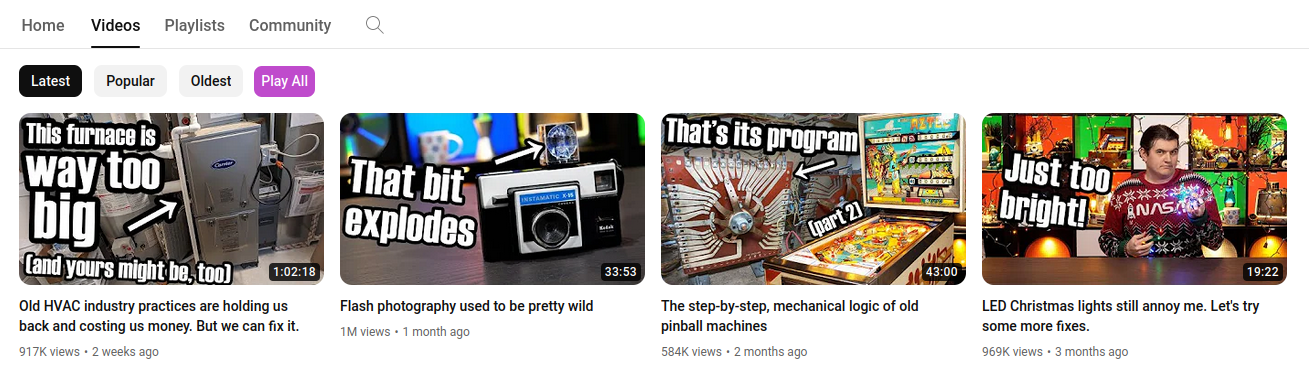 Home Videos Playlists Community
Latest Popular Oldest Play All
This furnace is
way too
big
(and yours might be, too)
Carrier
1:02:18
That bit
explodes
INSTAMATIC X-15
Kodak
33:53
That's its program
(part 2)
AZTEC
43:00
Just too
bright!
NASA
19:22
Old HVAC industry practices are holding us
back and costing us money. But we can fix it.
917K views • 2 weeks ago
Flash photography used to be pretty wild
1M views • 1 month ago
The step-by-step, mechanical logic of old
pinball machines
584K views • 2 months ago
LED Christmas lights still annoy me. Let's try
some more fixes.
969K views • 3 months ago